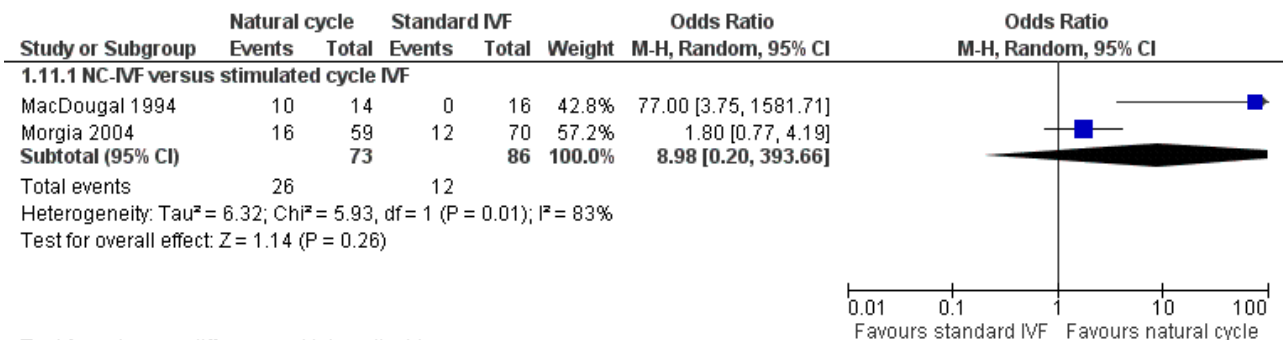 Natural cycle Standard IVF Odds Ratio Odds Ratio
Study or Subgroup Events Total Events Total Weight M-H, Random, 95% CI M-H, Random, 95% CI
1.11.1 NC-IVF versus stimulated cycle IVF
MacDougal 1994 10 14 0 16 42.8% 77.00 [3.75, 1581.71]
Morgia 2004 16 59 12 70 57.2% 1.80 [0.77, 4.19]
Subtotal (95% CI) 73 86 100.0% 8.98 [0.20, 393.66]
Total events 26 12
Heterogeneity: Tau² = 6.32; Chi² = 5.93, df = 1 (P = 0.01); I² = 83%
Test for overall effect: Z = 1.14 (P = 0.26)
0.01 0.1 1 10 100
Favours standard IVF Favours natural cycle